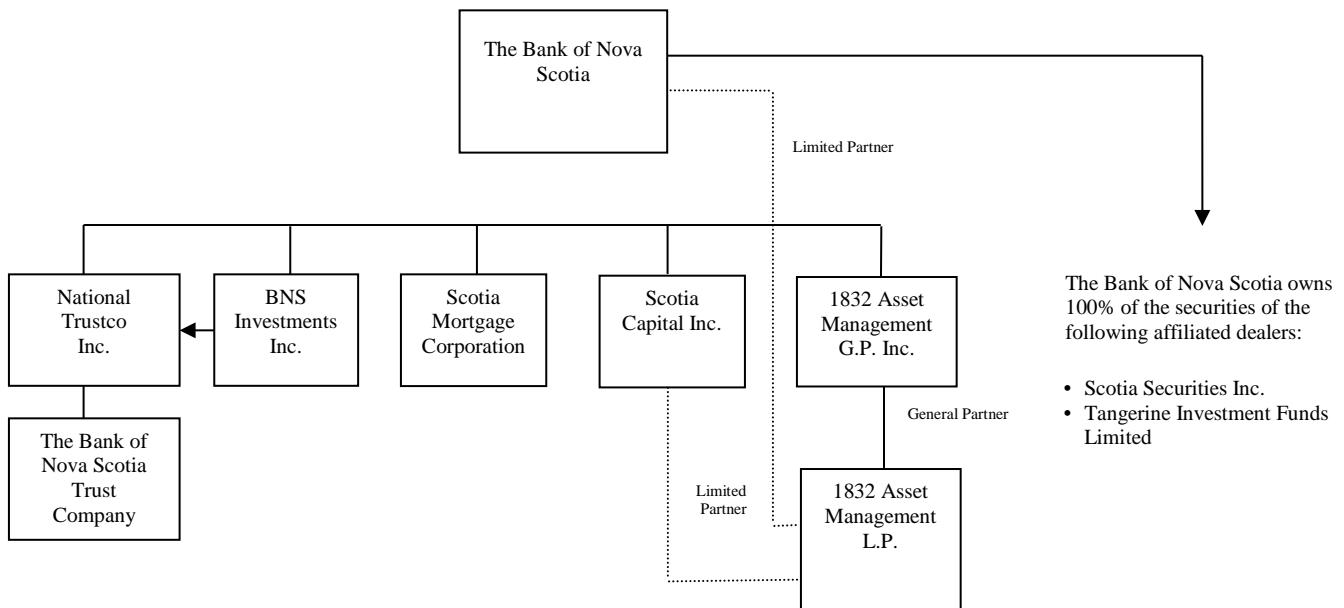 The Bank of Nova
Scotia
Limited Partner
National
Trustco
Inc.
BNS
Investments
Inc.
Scotia
Mortgage
Corporation
Scotia
Capital Inc.
1832 Asset
Management
G.P. Inc.
The Bank of Nova Scotia owns
100% of the securities of the
following affiliated dealers:
• Scotia Securities Inc.
• Tangerine Investment Funds
Limited
General Partner
The Bank of
Nova Scotia
Trust
Company
Limited
Partner
1832 Asset
Management
L.P.